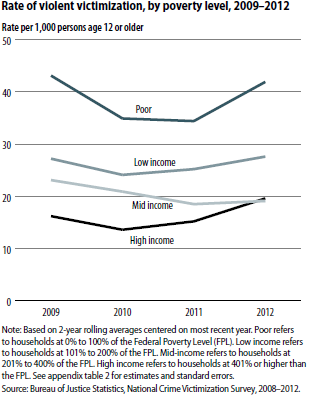 Rate of violent victimization, by poverty level, 2009–2012
Rate per 1,000 persons age 12 or older
50
40
Poor
30
Low income
20
Mid income
High income
10
0
2009 2010 2011 2012
Note: Based on 2-year rolling averages centered on most recent year. Poor refers
to households at 0% to 100% of the Federal Poverty Level (FPL). Low income refers
to households at 101% to 200% of the FPL. Mid-income refers to households at
201% to 400% of the FPL. High income refers to households at 401% or higher than
the FPL. See appendix table 2 for estimates and standard errors.
Source: Bureau of Justice Statistics, National Crime Victimization Survey, 2008–2012.